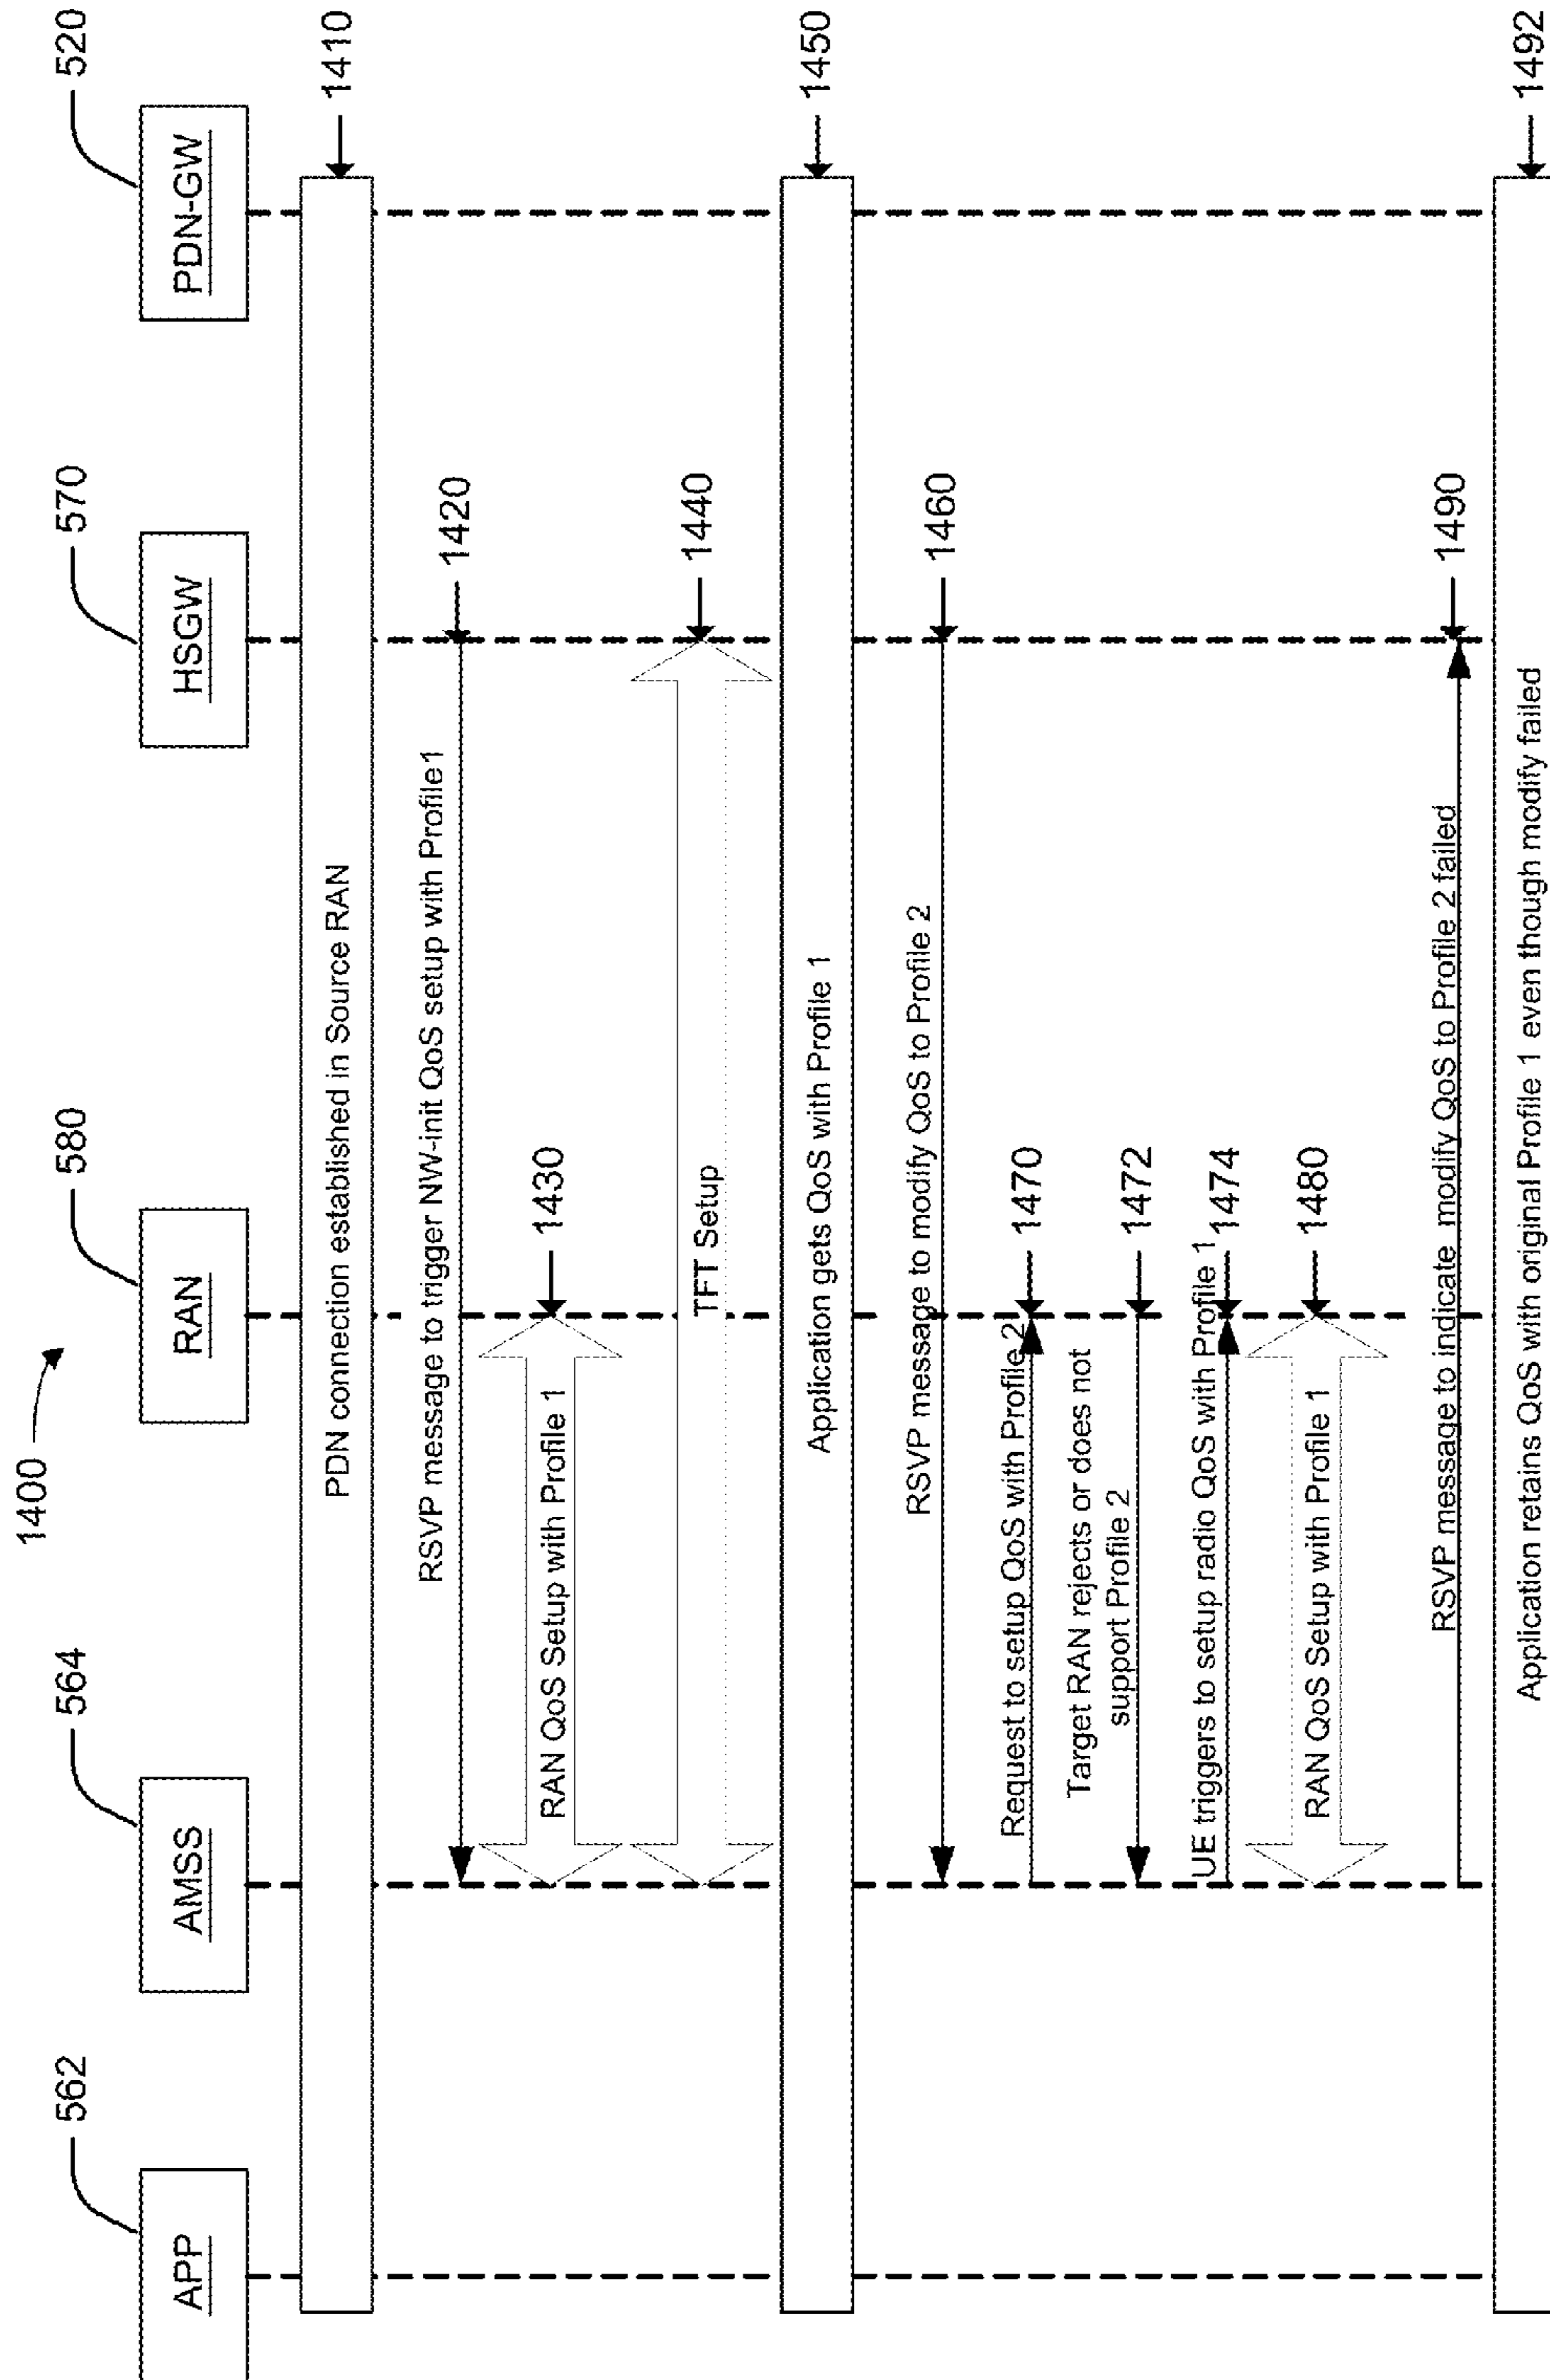 1400
562
564
580
570
520
APP
AMSS
RAN
HSGW
PDN-GW
PDN connection established in Source RAN
1410
RSVP message to trigger NW-init QoS setup with Profile1
1420
RAN QoS Setup with Profile 1
1430
TFT Setup
1440
Application gets QoS with Profile 1
1450
RSVP message to modify QoS to Profile 2
1460
Request to setup QoS with Profile 2
1470
Target RAN rejects or does not
support Profile 2
1472
UE triggers to setup radio QoS with Profile 1
1474
RAN QoS Setup with Profile 1
1480
RSVP message to indicate modify QoS to Profile 2 failed
1490
Application retains QoS with original Profile 1 even though modify failed
1492